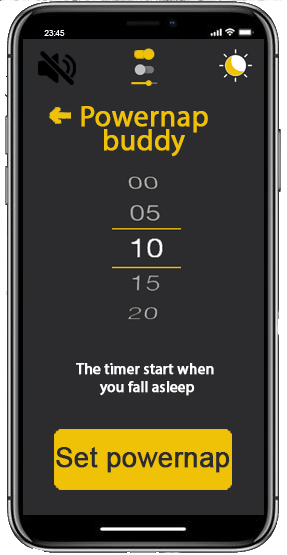 23:45
Powernap
buddy
00
05
10
15
20
The timer start when
you fall asleep
Set powernap